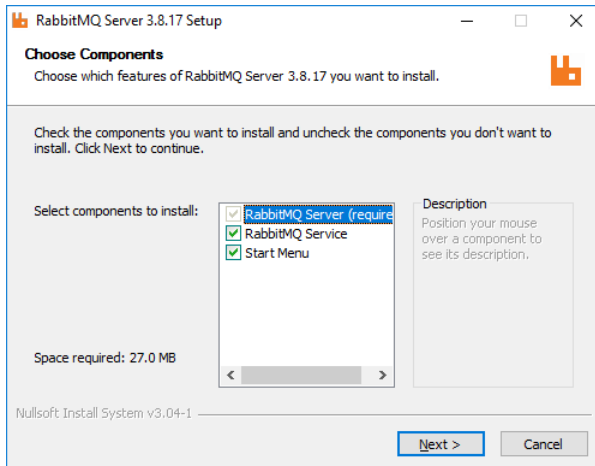 RabbitMQ Server 3.8.17 Setup
Choose Components
Choose which features of RabbitMQ Server 3.8.17 you want to install.
Check the components you want to install and uncheck the components you don't want to
install. Click Next to continue.
Select components to install:
RabbitMQ Server (require
RabbitMQ Service
Start Menu
Description
Position your mouse
over a component to
see its description.
Space required: 27.0 MB
Nullsoft Install System v3.04-1
Next >
Cancel